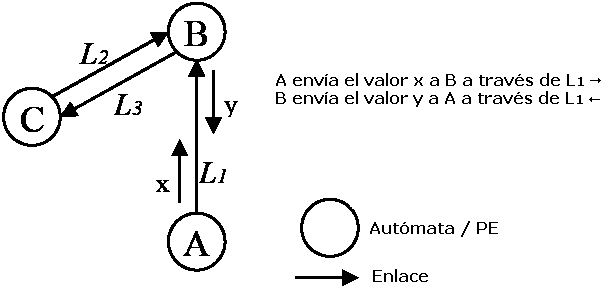 B
L2
L3
C
y
x
L1
A
A envía el valor x a B a través de L1 →
B envía el valor y a A a través de L1 ←
Autómata / PE
Enlace